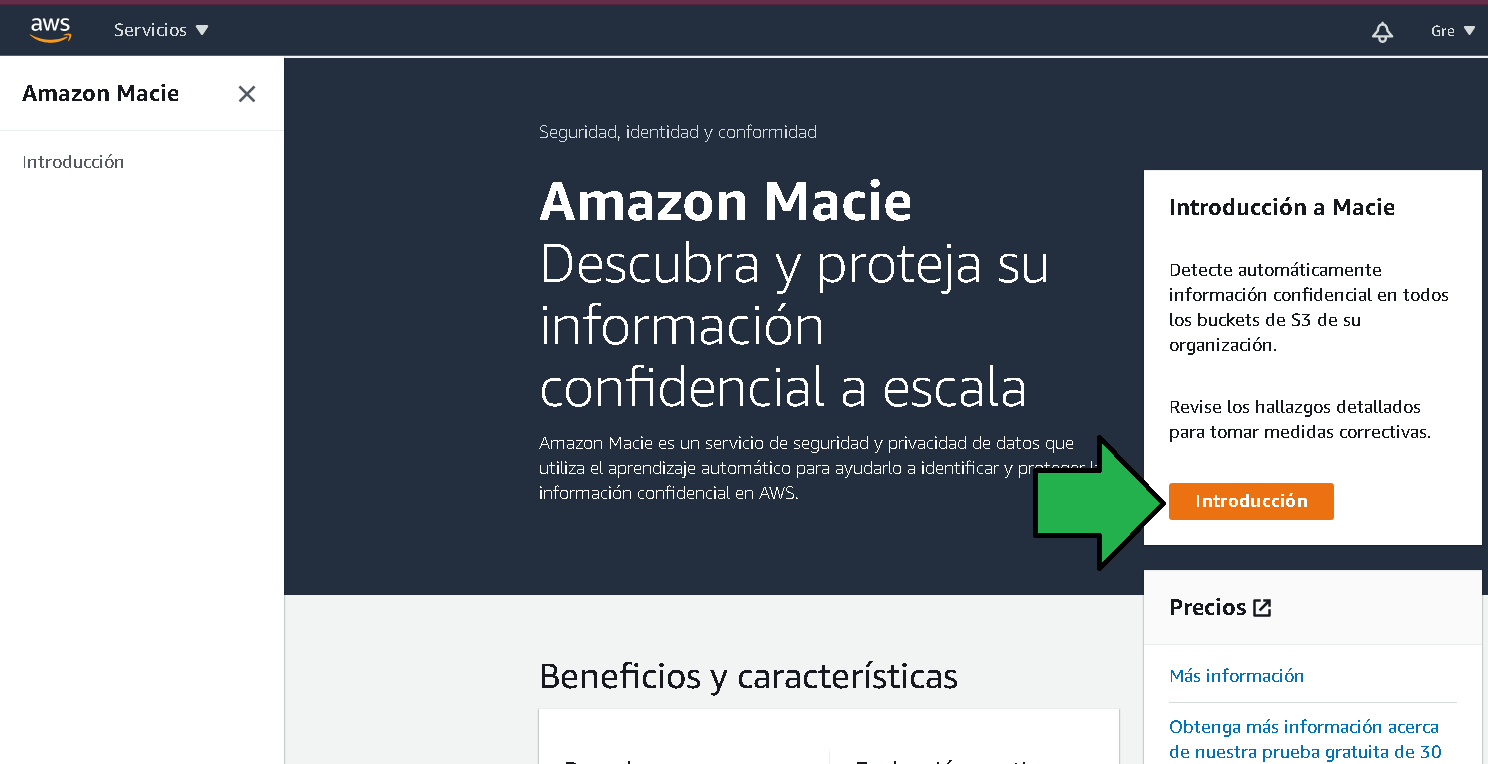 aws
Servicios
Gre
Amazon Macie
Introducción
Seguridad, identidad y conformidad
Amazon Macie
Descubra y proteja su
información
confidencial a escala
Amazon Macie es un servicio de seguridad y privacidad de datos que
utiliza el aprendizaje automático para ayudarlo a identificar y proteger
información confidencial en AWS.
Introducción a Macie
Detecte automáticamente
información confidencial en todos
los buckets de S3 de su
organización.
Revise los hallazgos detallados
para tomar medidas correctivas.
Introducción
Precios
Más información
Obtenga más información acerca
de nuestra prueba gratuita de 30
Beneficios y características